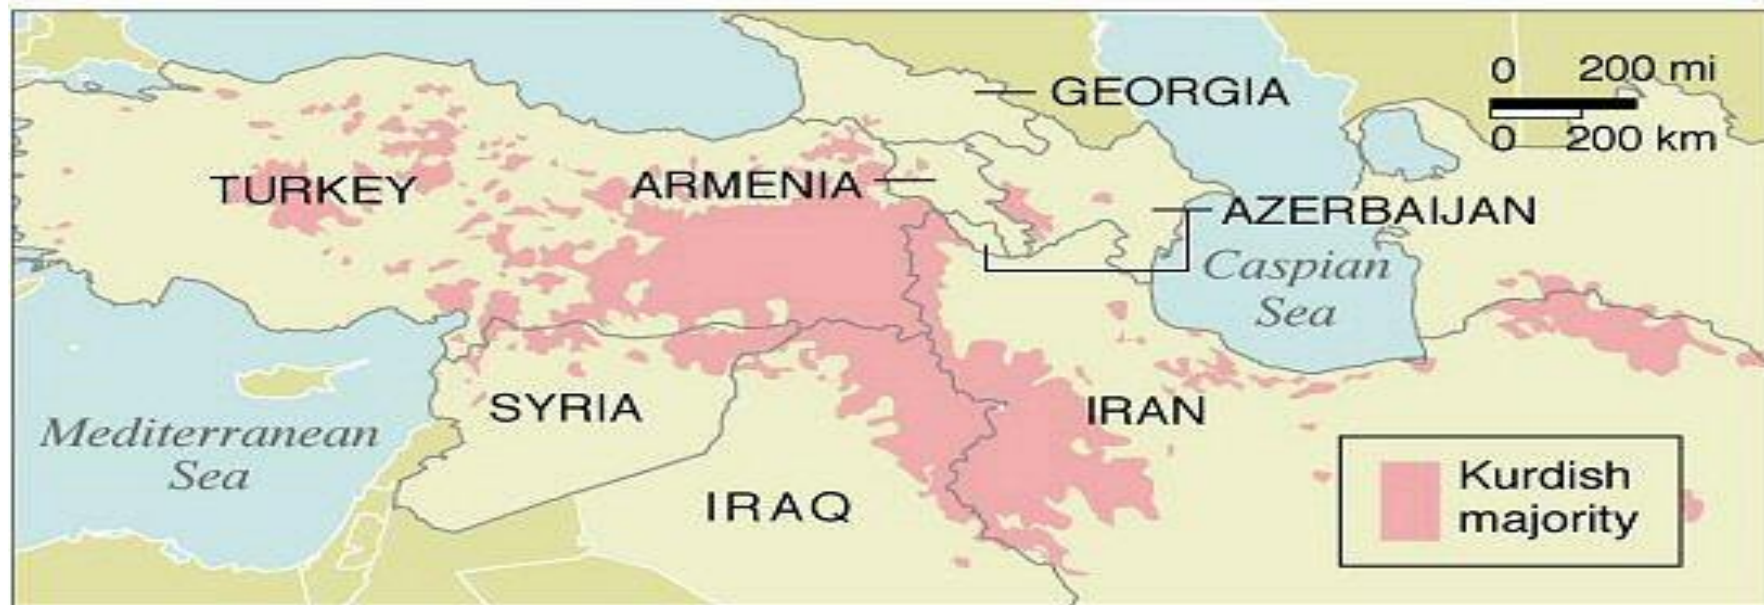 0 200 mi
0 200 km
GEORGIA
TURKEY
ARMENIA
AZERBAIJAN
Caspian
Sea
SYRIA
IRAN
Mediterranean
Sea
IRAQ
Kurdish
majority